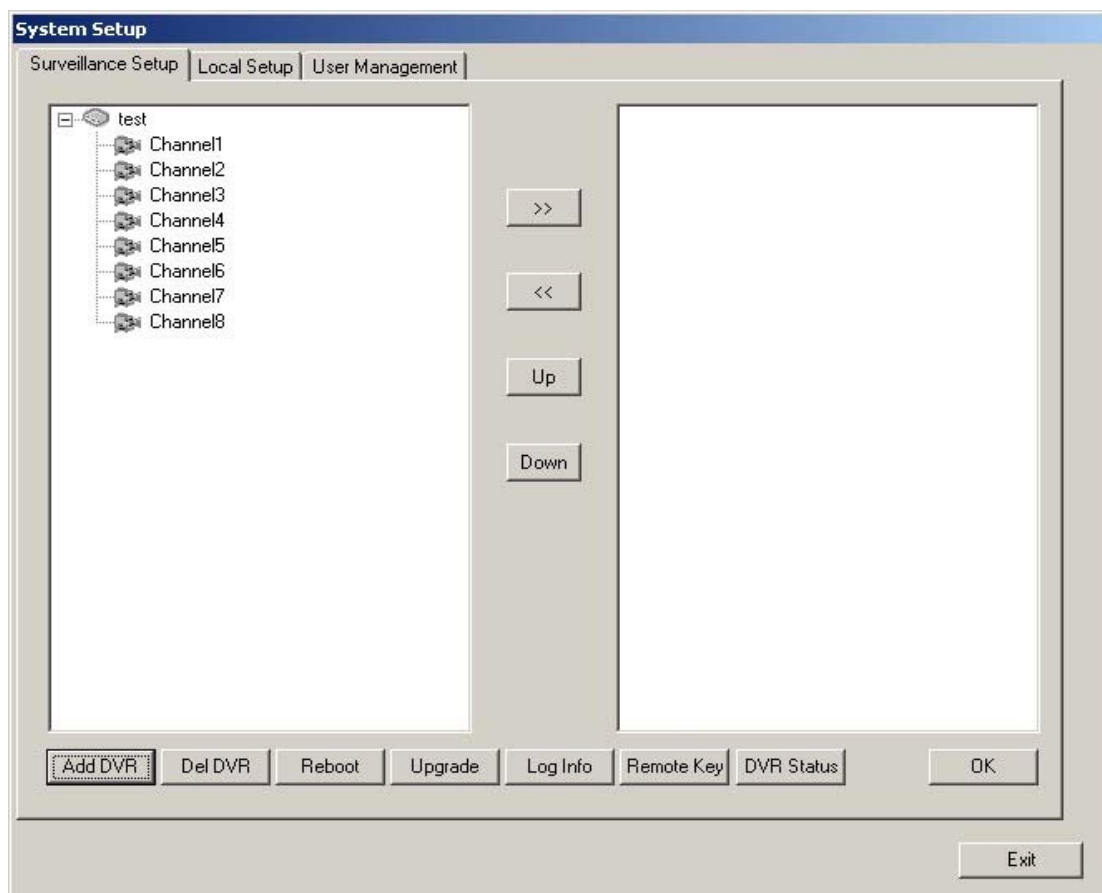 System Setup
Surveillance Setup Local Setup User Management
test
Channel1
Channel2
Channel3
Channel4
Channel5
Channel6
Channel7
Channel8
>>
<<
Up
Down
Add DVR Del DVR Reboot Upgrade Log Info Remote Key DVR Status OK
Exit